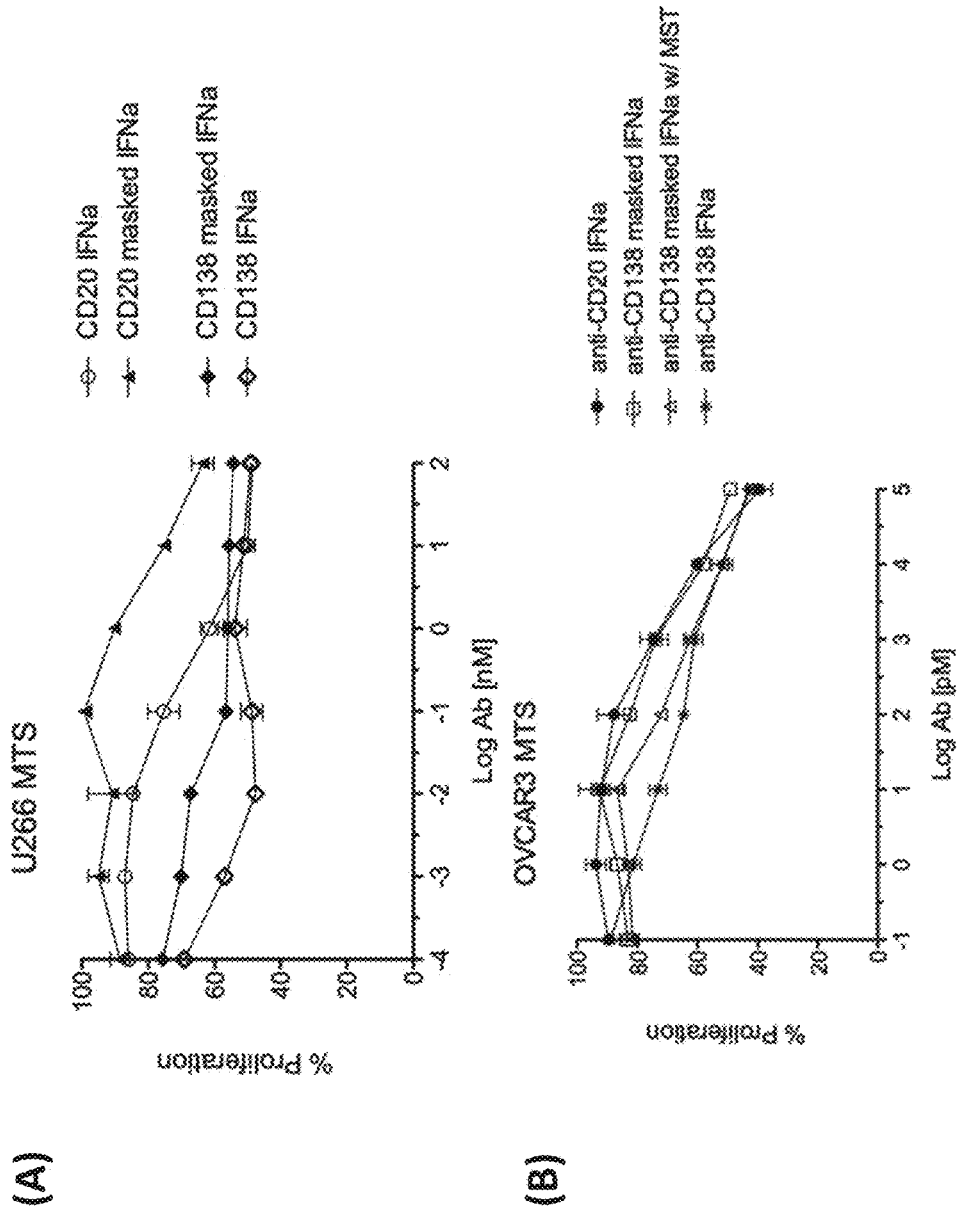 (A)
U266 MTS
% Proliferation
100
80
60
40
20
-4
-3
-2
-1
0
1
2
Log Ab [nM]
CD20 IFNa
CD20 masked IFNa
CD138 masked IFNa
CD138 IFNa
(B)
OVCAR3 MTS
% Proliferation
100
80
60
40
20
0
-1
0
1
2
3
4
5
Log Ab [pM]
anti-CD20 IFNa
anti-CD138 masked IFNa
anti-CD138 masked IFNa w/ MST
anti-CD138 IFNa